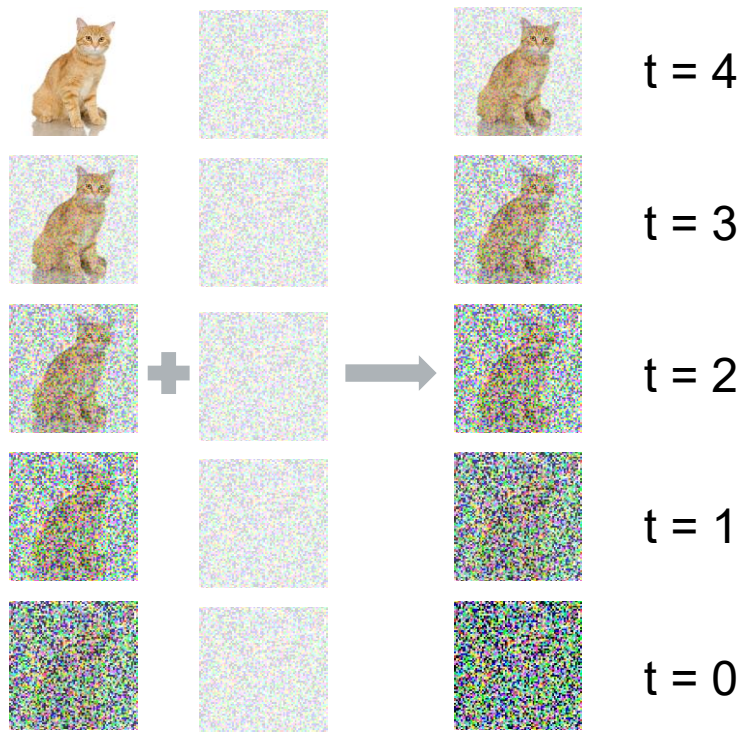 t = 4
t = 3
t = 2
t = 1
t = 0